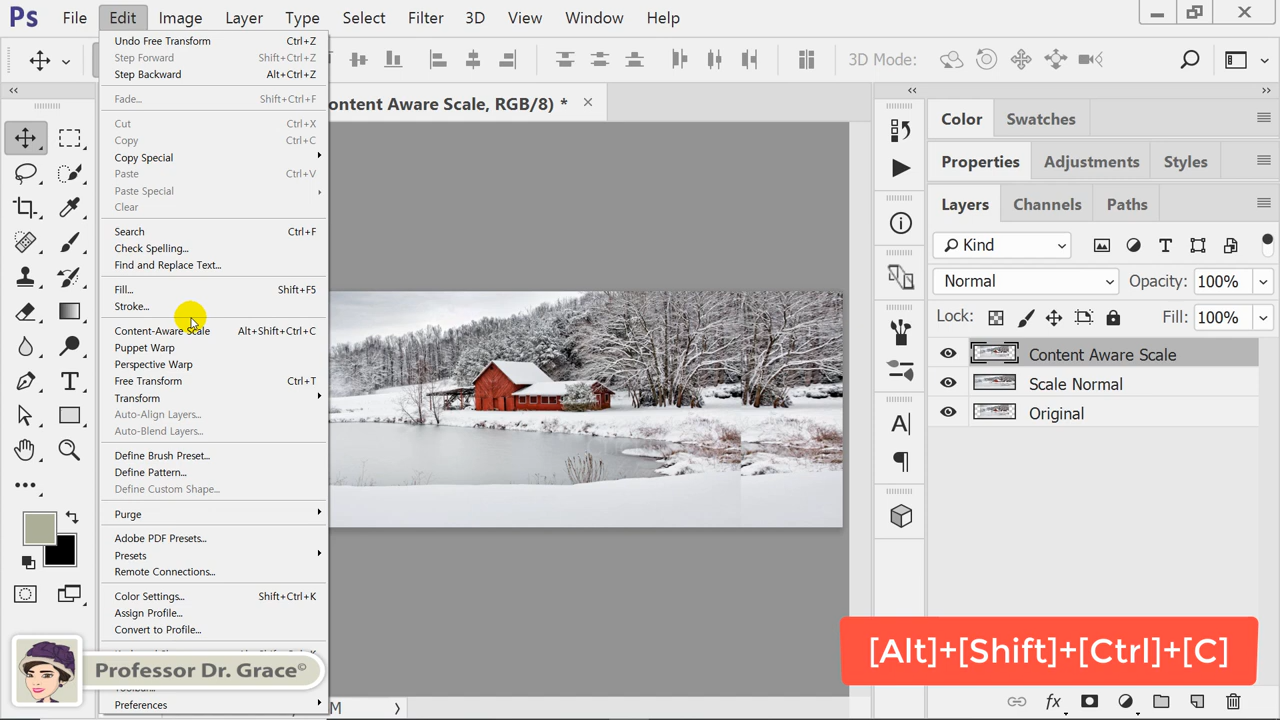 Ps File Edit Image Layer Type Select Filter 3D View Window Help
3D Mode:
Content Aware Scale, RGB/8) *
Undo Free Transform Ctrl+Z
Step Forward Shift+Ctrl+Z
Step Backward Alt+Ctrl+Z
Fade... Shift+Ctrl+F
Cut Ctrl+X
Copy Ctrl+C
Copy Special
Paste Ctrl+V
Paste Special
Clear
Search Ctrl+F
Check Spelling...
Find and Replace Text...
Fill... Shift+F5
Stroke...
Content-Aware Scale Alt+Shift+Ctrl+C
Puppet Warp
Perspective Warp
Free Transform Ctrl+T
Transform
Auto-Align Layers...
Auto-Blend Layers...
Define Brush Preset...
Define Pattern...
Define Custom Shape...
Purge
Adobe PDF Presets...
Presets
Remote Connections...
Color Settings... Shift+Ctrl+K
Assign Profile...
Convert to Profile...
Toolbar...
Preferences
M
Color Swatches
Properties Adjustments Styles
Layers Channels Paths
Kind
Normal Opacity: 100%
Lock: Fill: 100%
Content Aware Scale
Scale Normal
Original
[Alt]+[Shift]+[Ctrl]+[C]
Professor Dr. Grace©